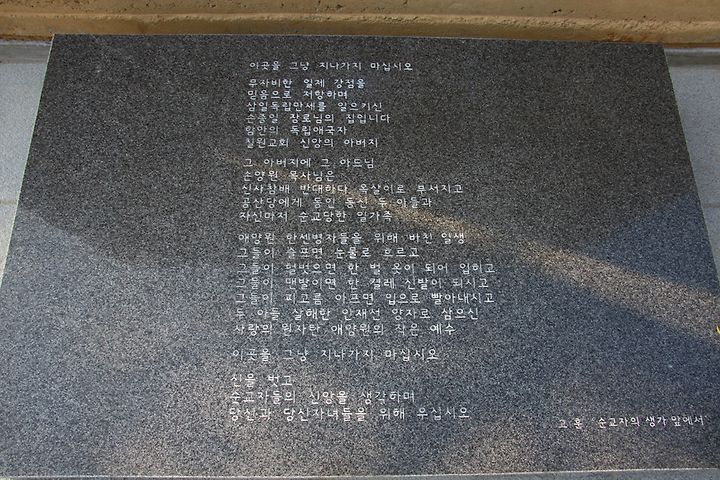 이곳을 그냥 지나가지 마십시오
무자비한 일제 강점을
믿음으로 저항하며
삼일독립만세를 일으키신
손종일 장로님의 집입니다
함안의 독립애국자
칠원교회 신앙의 아버지
그 아버지에 그 아드님
손양원 목사님은
신사참배 반대하다 옥살이로 부서지고
공산당에게 동인 동신 두 아들과
자신마저 순교당한 일가족
애양원 한센병자들을 위해 바친 일생
그들이 슬프면 눈물로 흐르고
그들이 헐벗으면 한 벌 옷이 되어 입히고
그들이 맨발이면 한 켤레 신발이 되시고
그들이 피고름 아프면 입으로 빨아내시고
두 아들 살해한 안재선 양자로 삼으신
사랑의 원자탄 애양원의 작은 예수
이곳을 그냥 지나가지 마십시오
신을 벗고
순교자들의 신앙을 생각하며
당신과 당신자녀들을 위해 우십시오
고 훈 '순교자의 생가 앞에서'